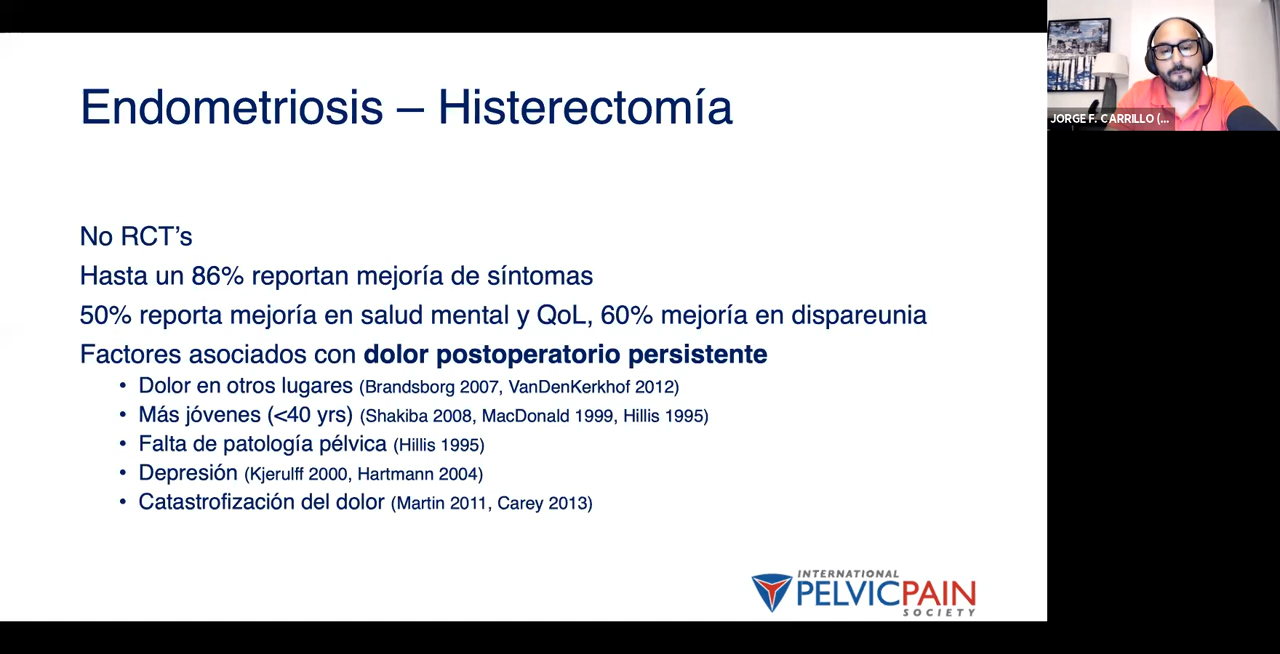 Endometriosis – Histerectomía
No RCT’s
Hasta un 86% reportan mejoría de síntomas
50% reporta mejoría en salud mental y QoL, 60% mejoría en dispareunia
Factores asociados con dolor postoperatorio persistente
• Dolor en otros lugares (Brandsborg 2007, VanDenKerkhof 2012)
• Más jóvenes (<40 yrs) (Shakiba 2008, MacDonald 1999, Hillis 1995)
• Falta de patología pélvica (Hillis 1995)
• Depresión (Kjerulff 2000, Hartmann 2004)
• Catastrofización del dolor (Martin 2011, Carey 2013)
INTERNATIONAL
PELVICPAIN
SOCIETY
JORGE F. CARRILLO (...